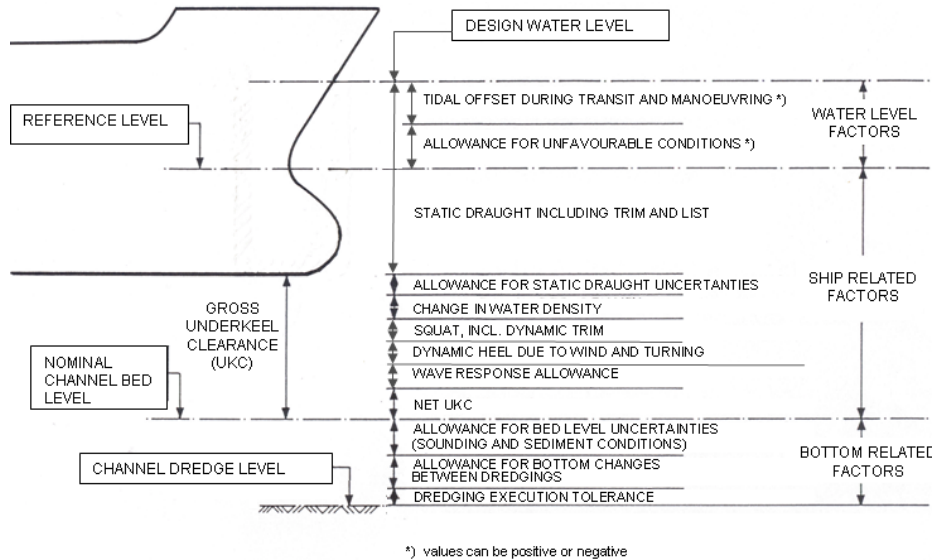 DESIGN WATER LEVEL
TIDAL OFFSET DURING TRANSIT AND MANOEUVRING *)
WATER LEVEL
FACTORS
REFERENCE LEVEL
ALLOWANCE FOR UNFAVOURABLE CONDITIONS *)
STATIC DRAUGHT INCLUDING TRIM AND LIST
SHIP RELATED
FACTORS
ALLOWANCE FOR STATIC DRAUGHT UNCERTANTIES
CHANGE IN WATER DENSITY
SQUAT, INCL. DYNAMIC TRIM
DYNAMIC HEEL DUE TO WIND AND TURNING
WAVE RESPONSE ALLOWANCE
NET UKC
GROSS
UNDERKEEL
CLEARANCE
(UKC)
NOMINAL
CHANNEL BED
LEVEL
ALLOWANCE FOR BED LEVEL UNCERTAINTIES
(SOUNDING AND SEDIMENT CONDITIONS)
BOTTOM RELATED
FACTORS
ALLOWANCE FOR BOTTOM CHANGES
BETWEEN DREDGINGS
CHANNEL DREDGE LEVEL
DREDGING EXECUTION TOLERANCE
*) values can be positive or negative